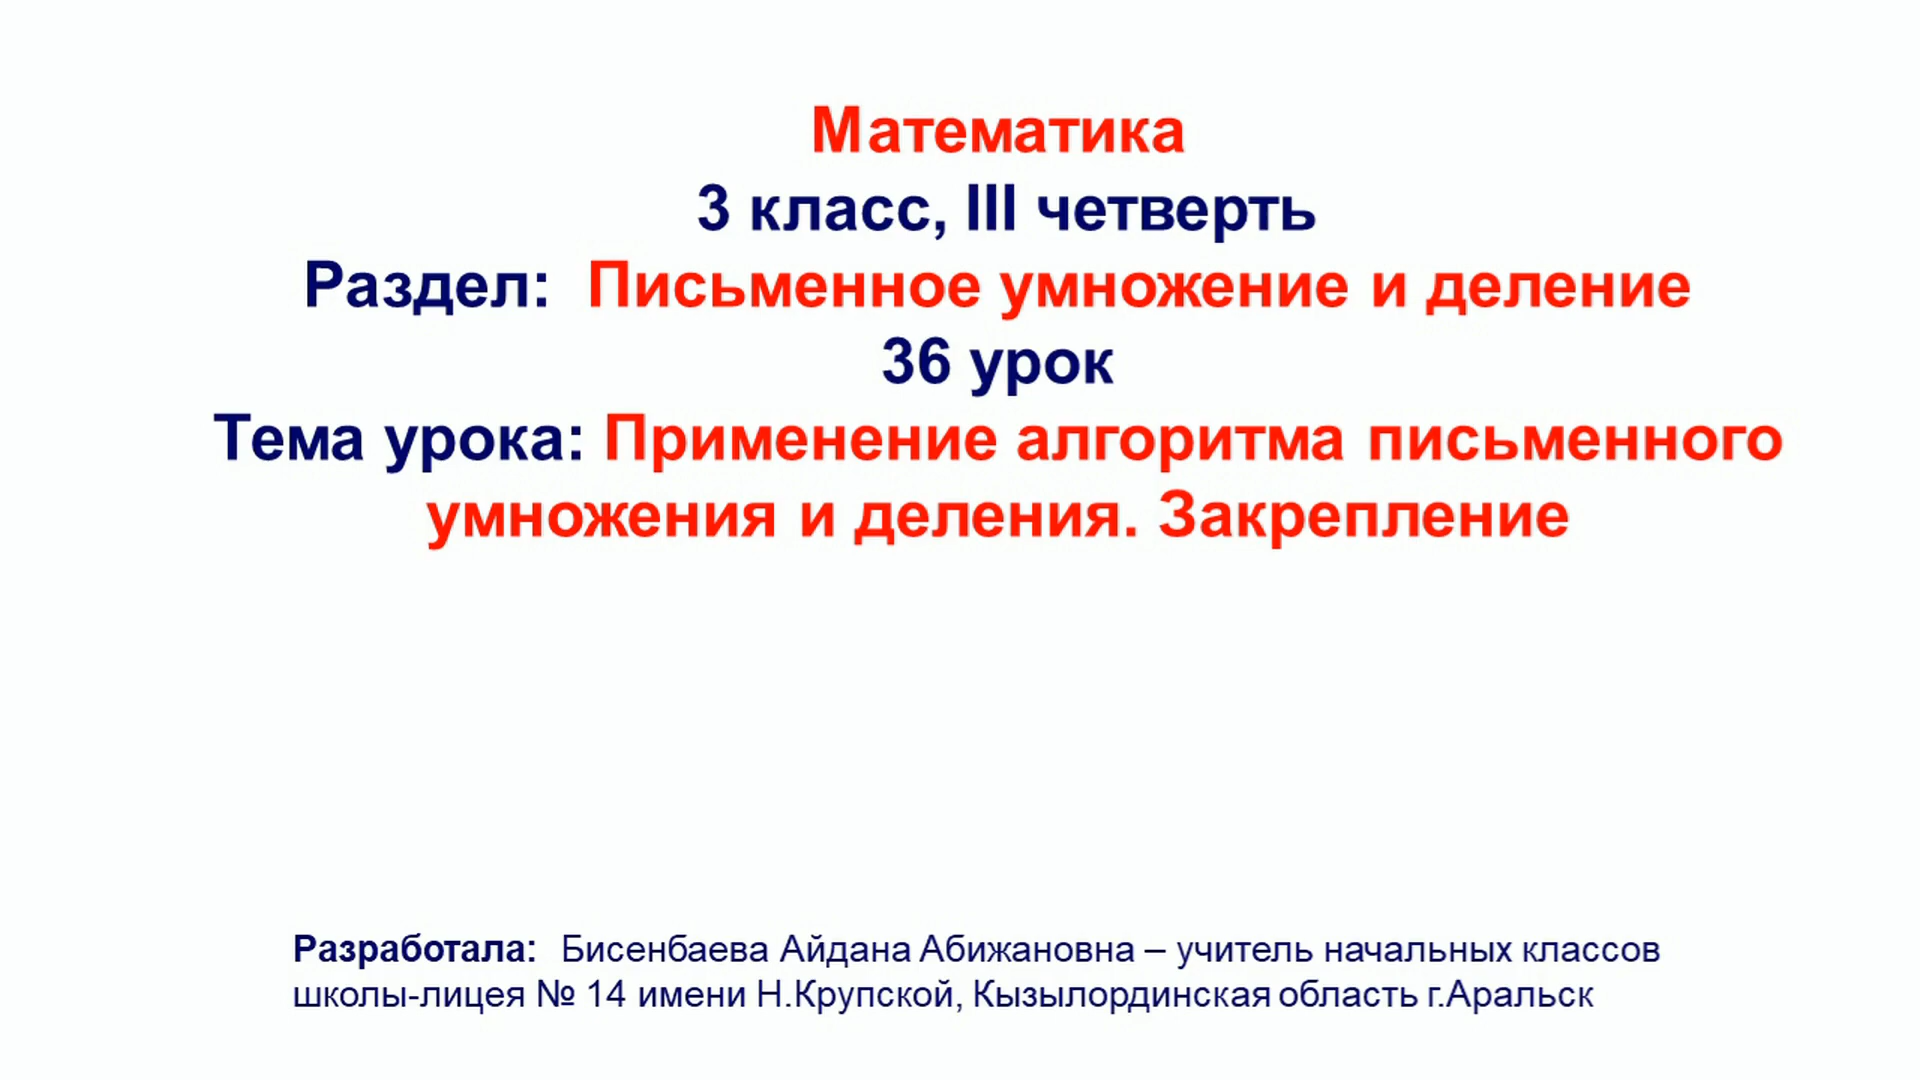 Математика
3 класс, III четверть
Раздел: Письменное умножение и деление
36 урок
Тема урока: Применение алгоритма письменного
умножения и деления. Закрепление
Разработала: Бисенбаева Айдана Абижановна – учитель начальных классов
школы-лицея № 14 имени Н.Крупской, Кызылординская область г.Аральск